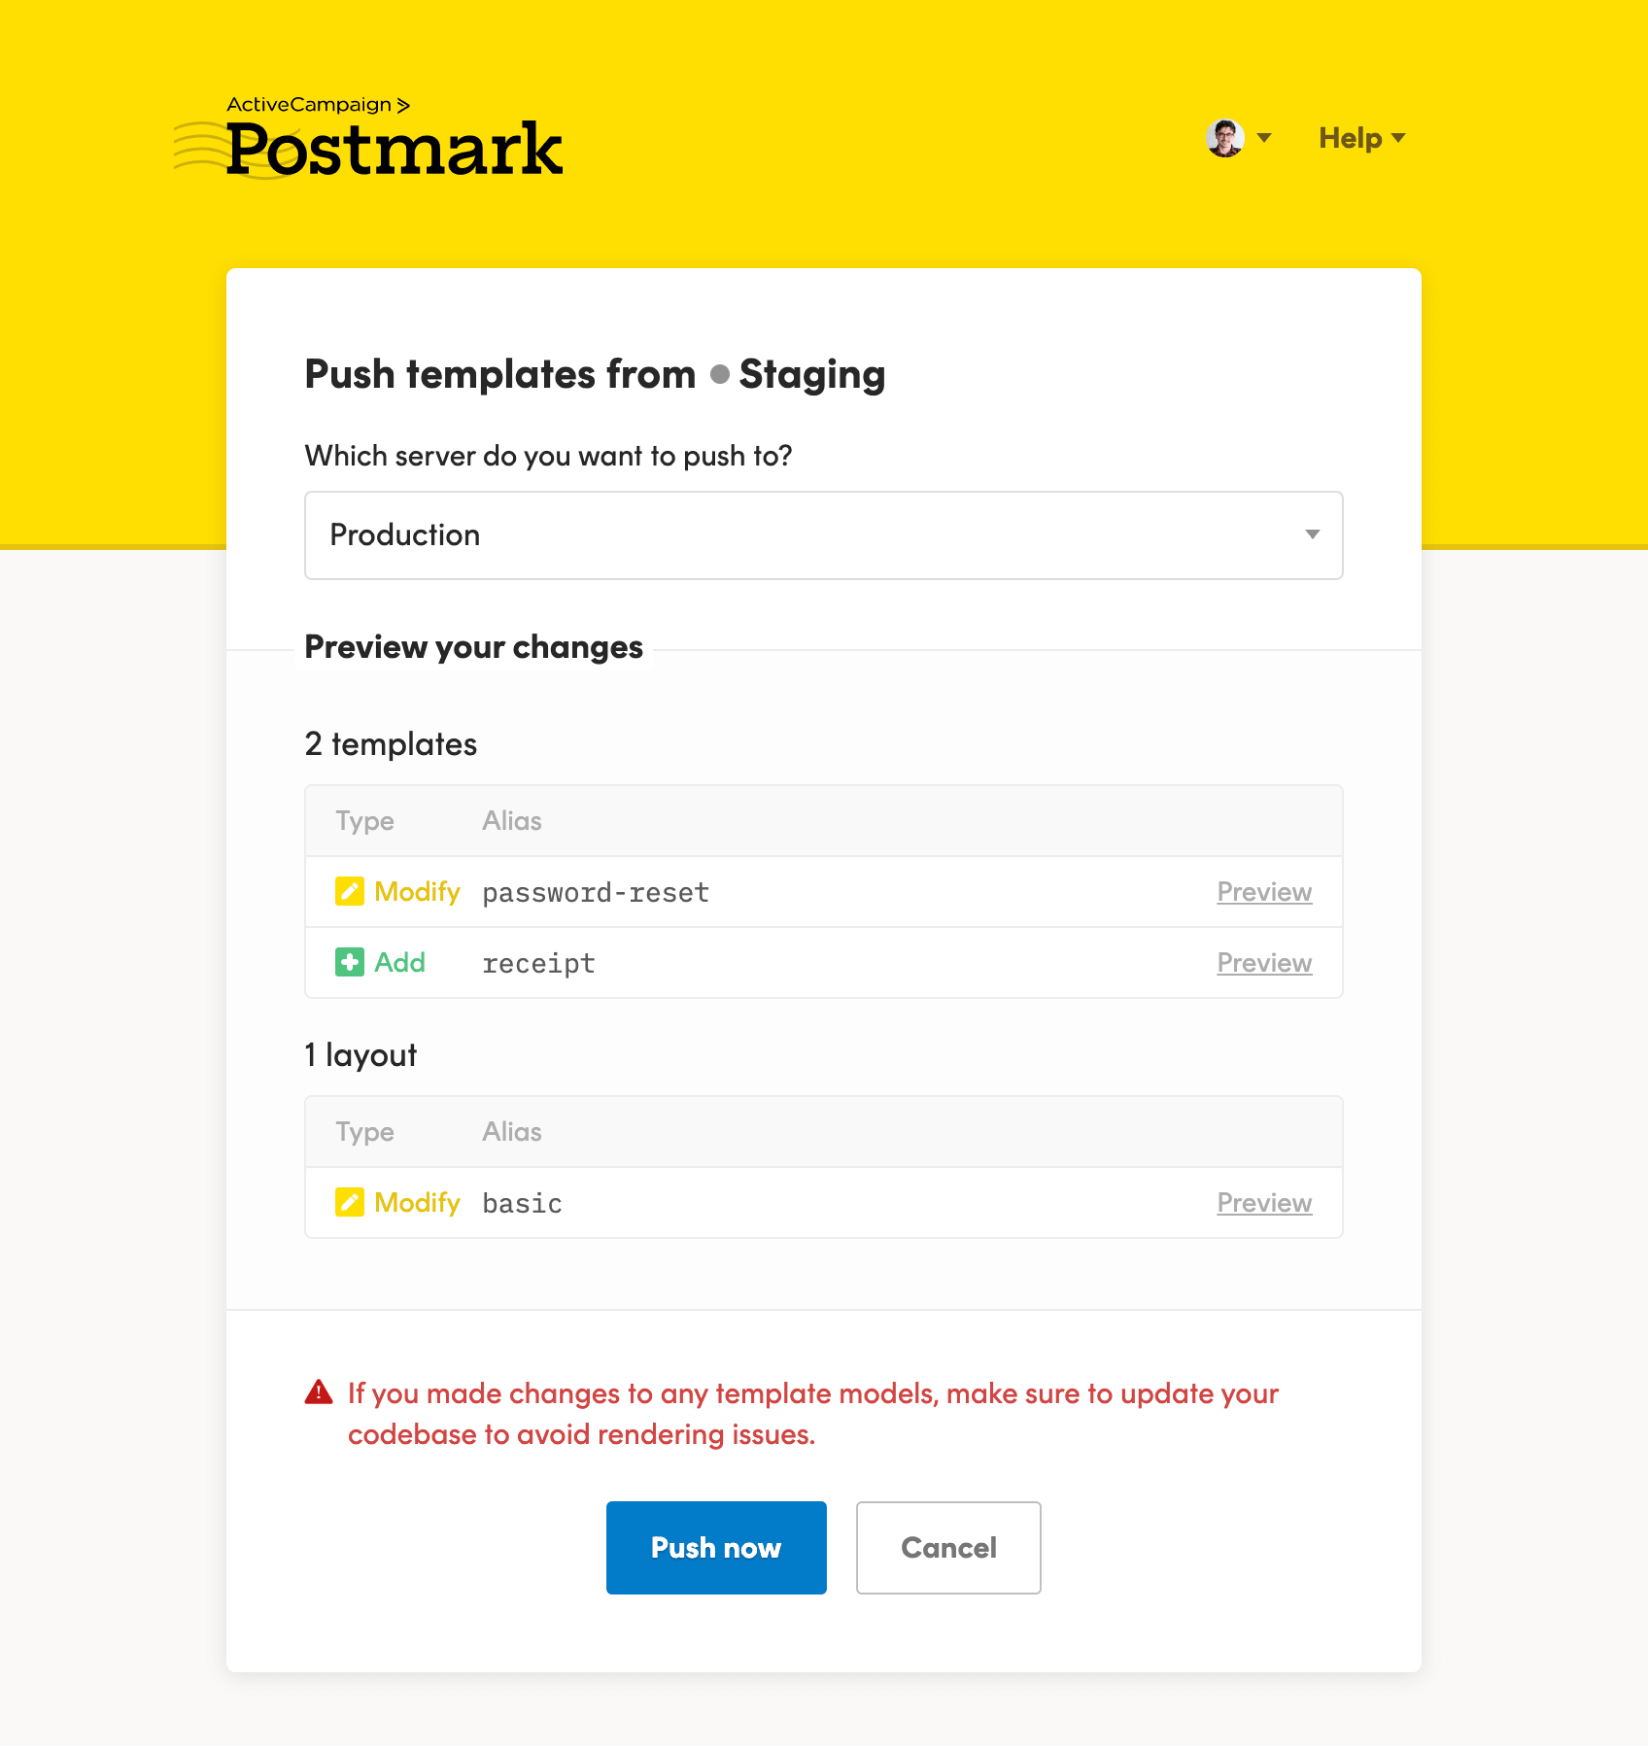 ActiveCampaign >
Postmark
Help
Push templates from Staging
Which server do you want to push to?
Production
Preview your changes
2 templates
Type Alias
Modify password-reset Preview
Add receipt Preview
1 layout
Type Alias
Modify basic Preview
If you made changes to any template models, make sure to update your
codebase to avoid rendering issues.
Push now Cancel